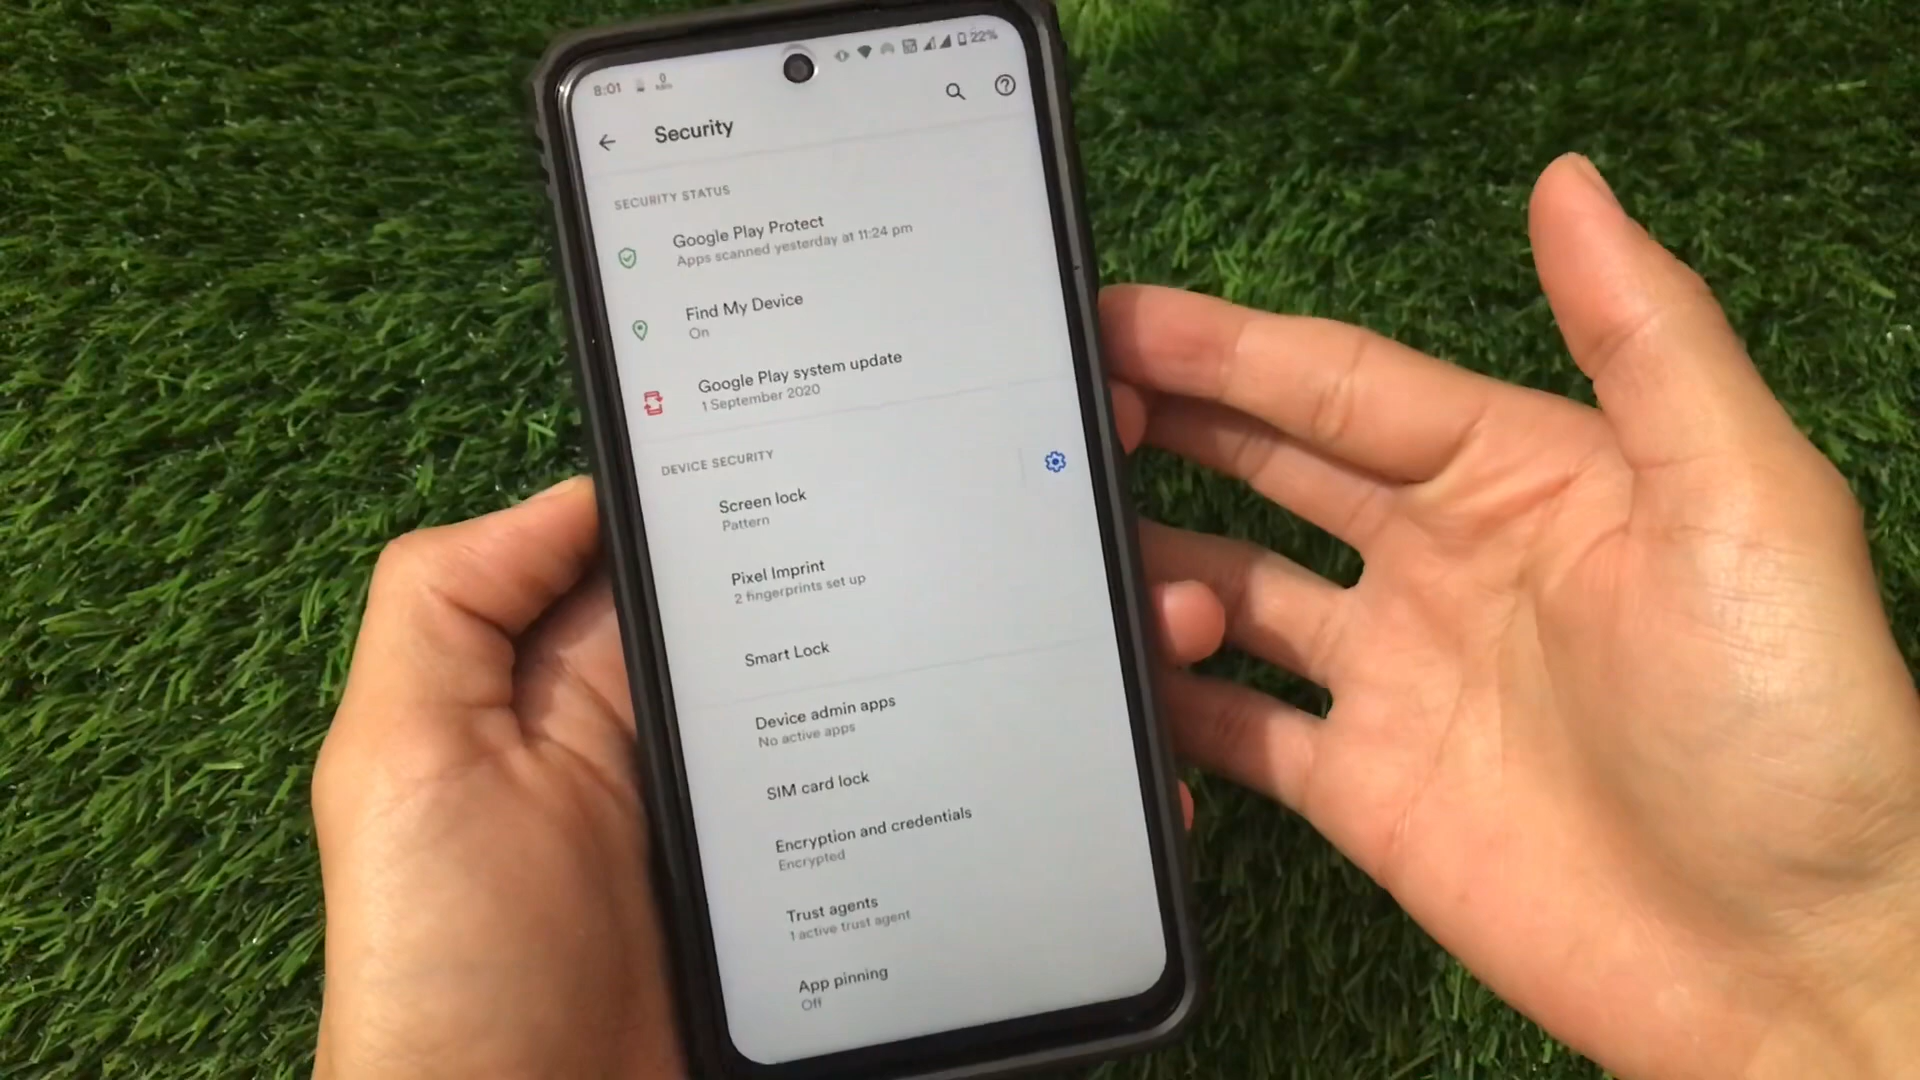 8:01
0
22%
Security
SECURITY STATUS
Google Play Protect
Apps scanned yesterday at 11:24 pm
Find My Device
On
Google Play system update
1 September 2020
DEVICE SECURITY
Screen lock
Pattern
Pixel Imprint
2 fingerprints set up
Smart Lock
Device admin apps
No active apps
SIM card lock
Encryption and credentials
Encrypted
Trust agents
1 active trust agent
App pinning
Off